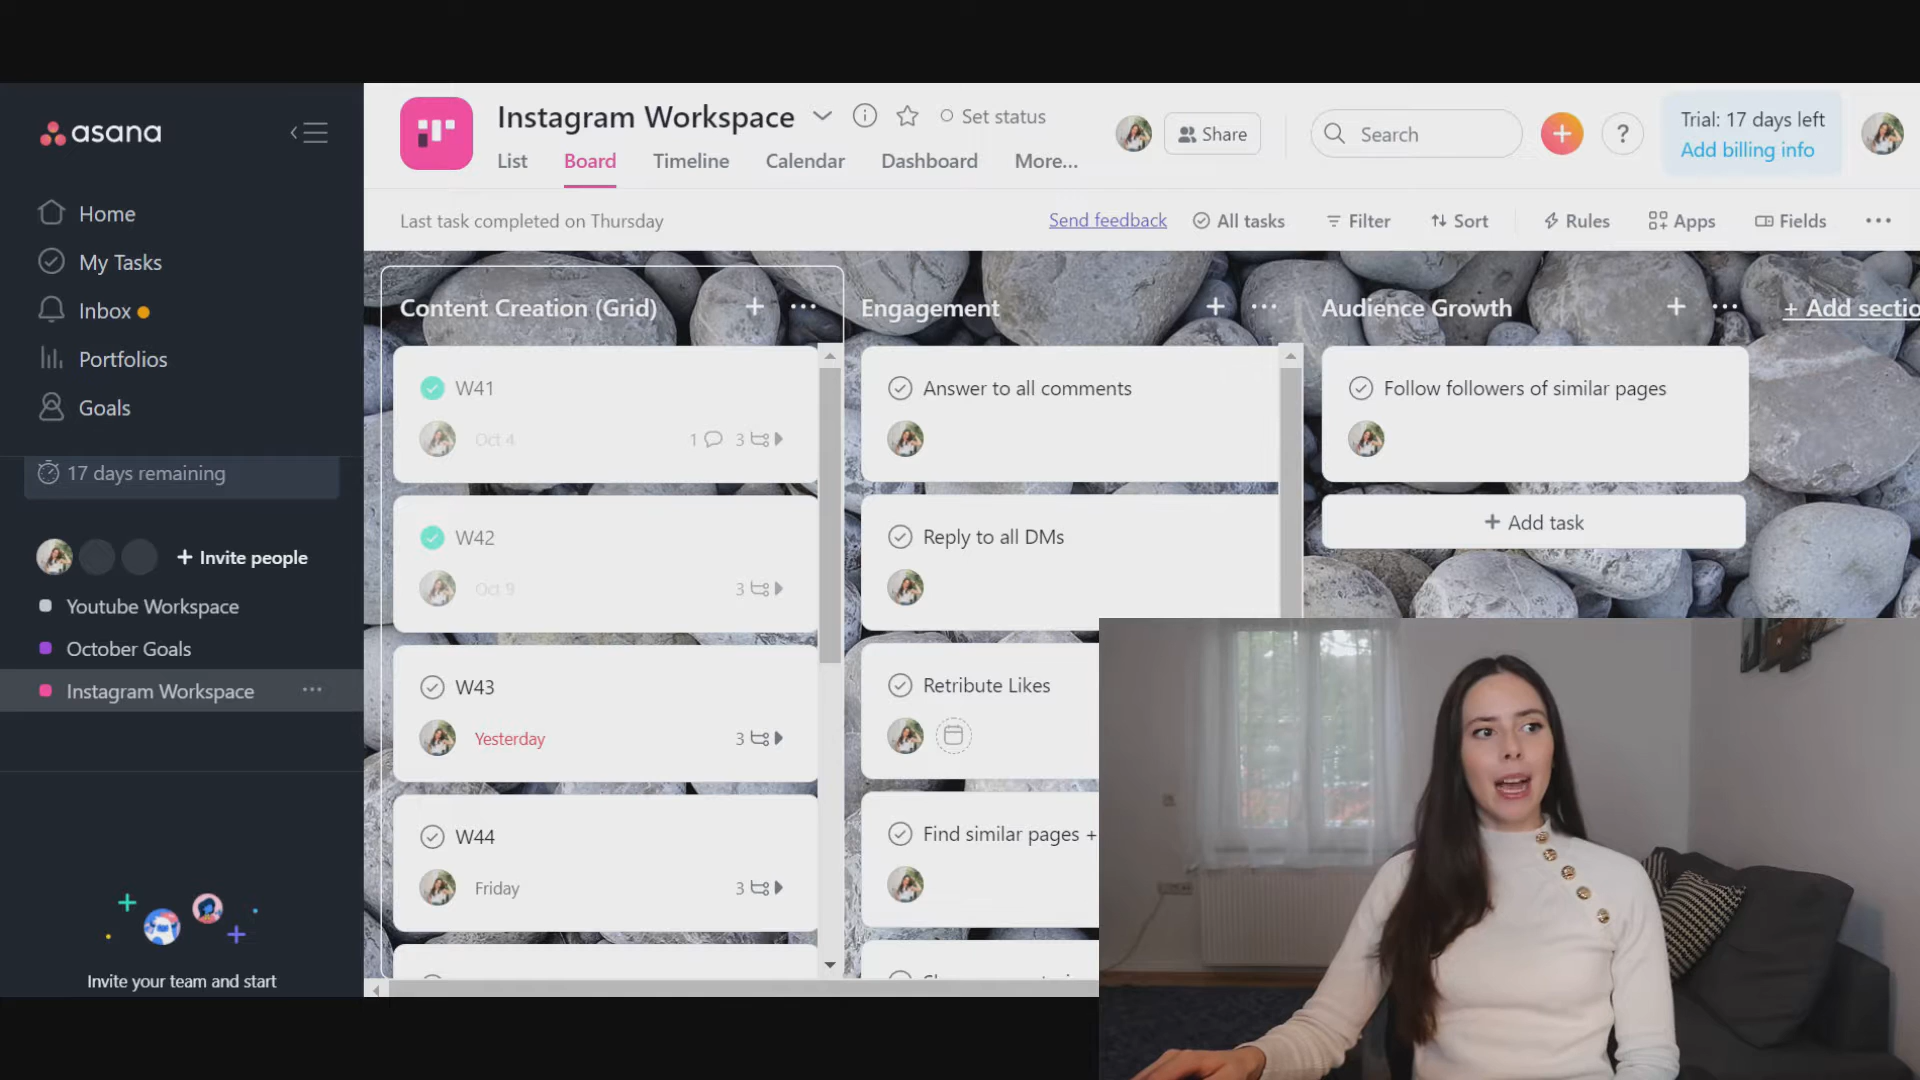 asana
Home
My Tasks
Inbox
Portfolios
Goals
17 days remaining
+ Invite people
Youtube Workspace
October Goals
Instagram Workspace ...
Invite your team and start
Instagram Workspace
Set status
Share
Search
?
Trial: 17 days left
Add billing info
List Board Timeline Calendar Dashboard More...
Last task completed on Thursday
Send feedback
All tasks
Filter
Sort
Rules
Apps
Fields
...
Content Creation (Grid) + ...
W41
Oct 4 1 3
W42
Oct 9 3
W43
Yesterday 3
W44
Friday 3
Engagement + ...
Answer to all comments
Reply to all DMs
Retribute Likes
Find similar pages +
Audience Growth + ...
Follow followers of similar pages
+ Add task
+ Add sectio